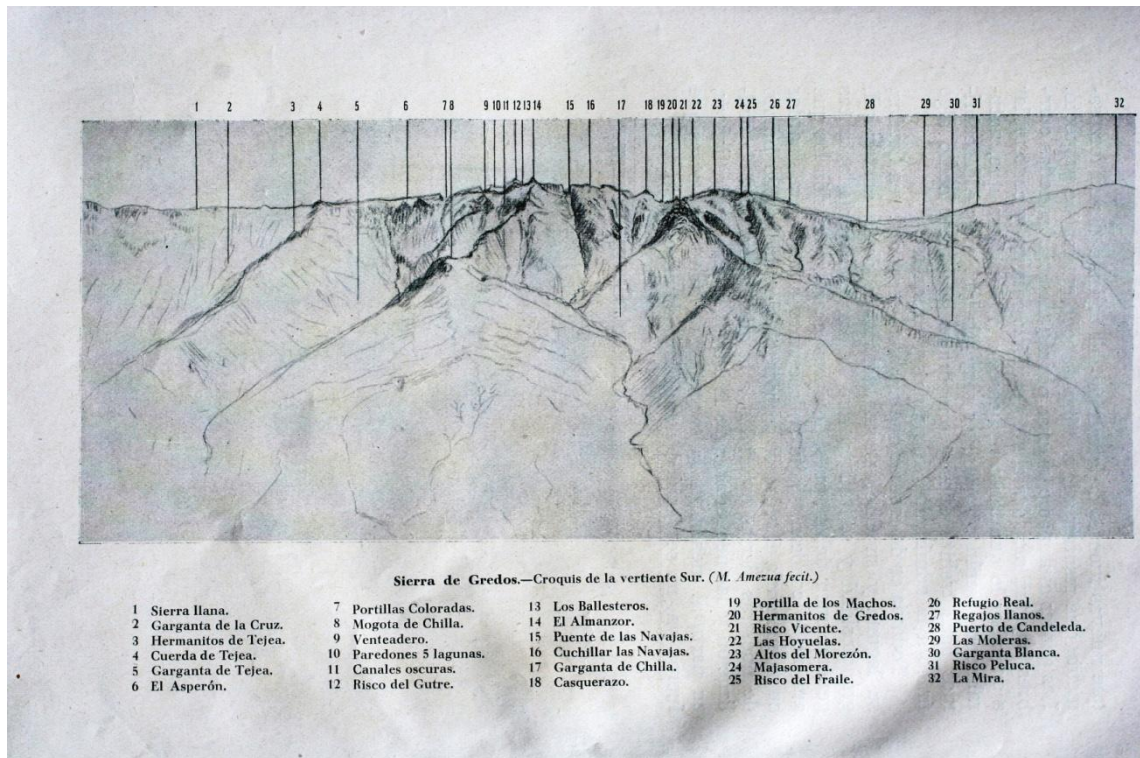 1 2 3 4 5 6 7 8 9 10 11 12 13 14 15 16 17 18 19 20 21 22 23 24 25 26 27 28 29 30 31 32
Sierra de Gredos.—Croquis de la vertiente Sur. (M. Amezua fecit.)
1 Sierra llana.
2 Garganta de la Cruz.
3 Hermanitos de Tejea.
4 Cuerda de Tejea.
5 Garganta de Tejea.
6 El Asperón.
7 Portillas Coloradas.
8 Mogota de Chilla.
9 Venteadero.
10 Paredones 5 lagunas.
11 Canales oscuras.
12 Risco del Gutre.
13 Los Ballesteros.
14 El Almanzor.
15 Puente de las Navajas.
16 Cuchillar las Navajas.
17 Garganta de Chilla.
18 Casquerazo.
19 Portilla de los Machos.
20 Hermanitos de Gredos.
21 Risco Vicente.
22 Las Hoyuelas.
23 Altos del Morezón.
24 Majasomera.
25 Risco del Fraile.
26 Refugio Real.
27 Regajos llanos.
28 Puerto de Candeleda.
29 Las Moleras.
30 Garganta Blanca.
31 Risco Peluca.
32 La Mira.